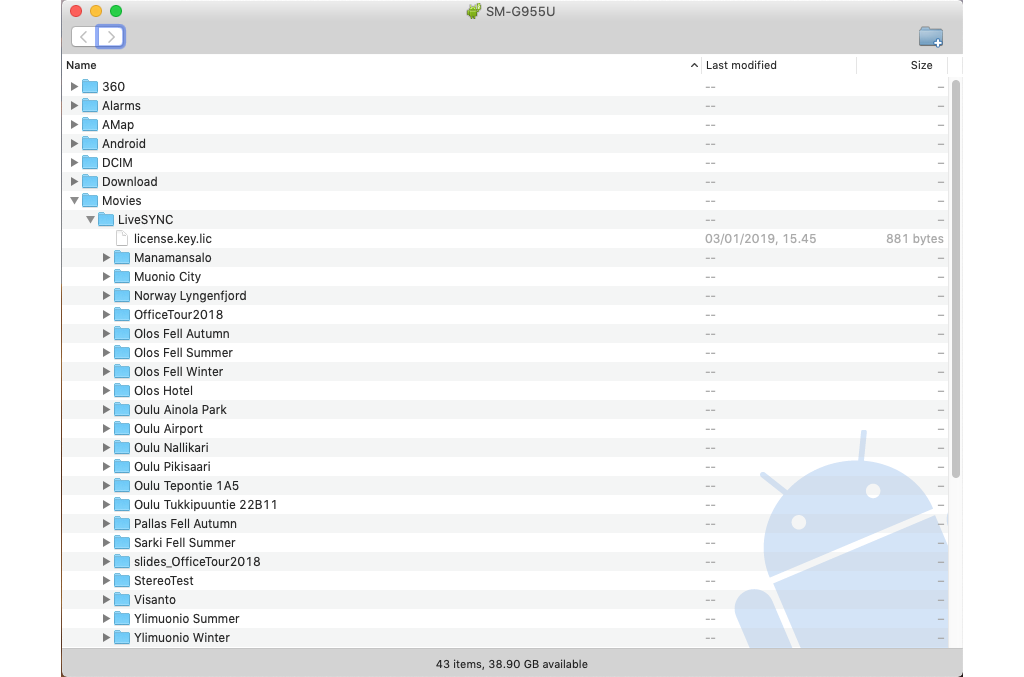 SM-G955U
Name Last modified Size
360 -- --
Alarms -- --
AMap -- --
Android -- --
DCIM -- --
Download -- --
Movies -- --
LiveSYNC -- --
license.key.lic 03/01/2019, 15.45 881 bytes
Manamansalo -- --
Muonio City -- --
Norway Lyngenfjord -- --
OfficeTour2018 -- --
Olos Fell Autumn -- --
Olos Fell Summer -- --
Olos Fell Winter -- --
Olos Hotel -- --
Oulu Ainola Park -- --
Oulu Airport -- --
Oulu Nallikari -- --
Oulu Pikisaari -- --
Oulu Tepontie 1A5 -- --
Oulu Tukkipuuntie 22B11 -- --
Pallas Fell Autumn -- --
Sarki Fell Summer -- --
slides_OfficeTour2018 -- --
StereoTest -- --
Visanto -- --
Ylimuonio Summer -- --
Ylimuonio Winter -- --
43 items, 38.90 GB available